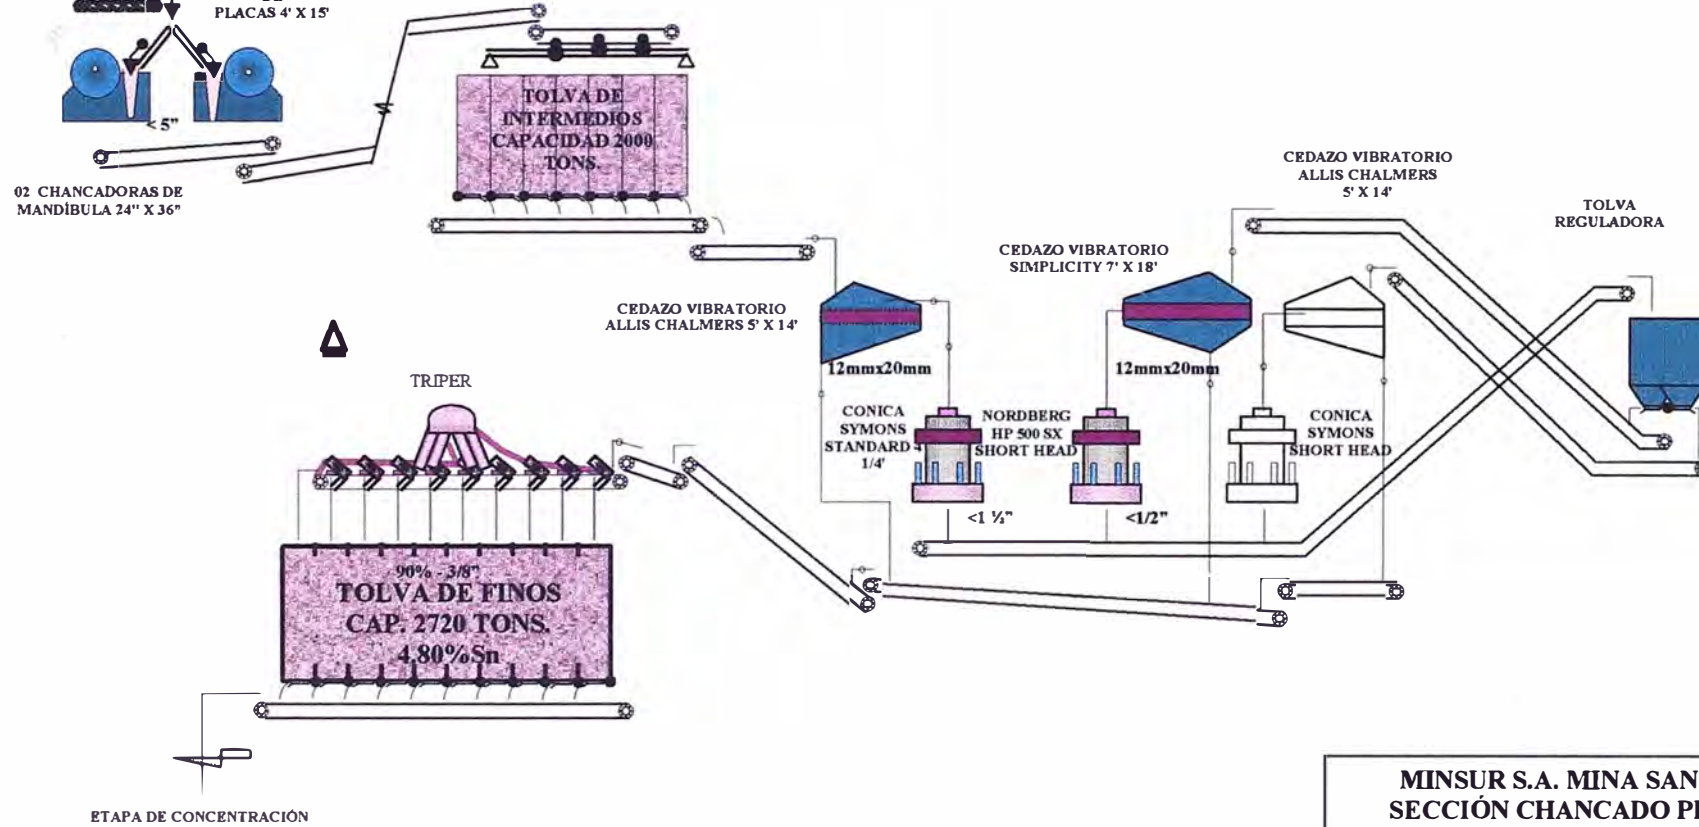 PLACAS 4' X 15'
< 5"
02 CHANCADORAS DE
MANDÍBULA 24" X 36"
TOLVA DE
INTERMEDIOS
CAPACIDAD 2000
TONS.
CEDAZO VIBRATORIO
ALLIS CHALMERS
5' X 14'
TOLVA
REGULADORA
CEDAZO VIBRATORIO
SIMPLICITY 7' X 18'
CEDAZO VIBRATORIO
ALLIS CHALMERS 5' X 14'
12mmx20mm
12mmx20mm
TRIPER
CONICA
SYMONS
STANDARD 4
1/4'
NORDBERG
HP 500 SX
SHORT HEAD
CONICA
SYMONS
SHORT HEAD
<1 ½"
<1/2"
90% - 3/8"
TOLVA DE FINOS
CAP. 2720 TONS.
4.80%Sn
ETAPA DE CONCENTRACIÓN
MINSUR S.A. MINA SAN
SECCIÓN CHANCADO